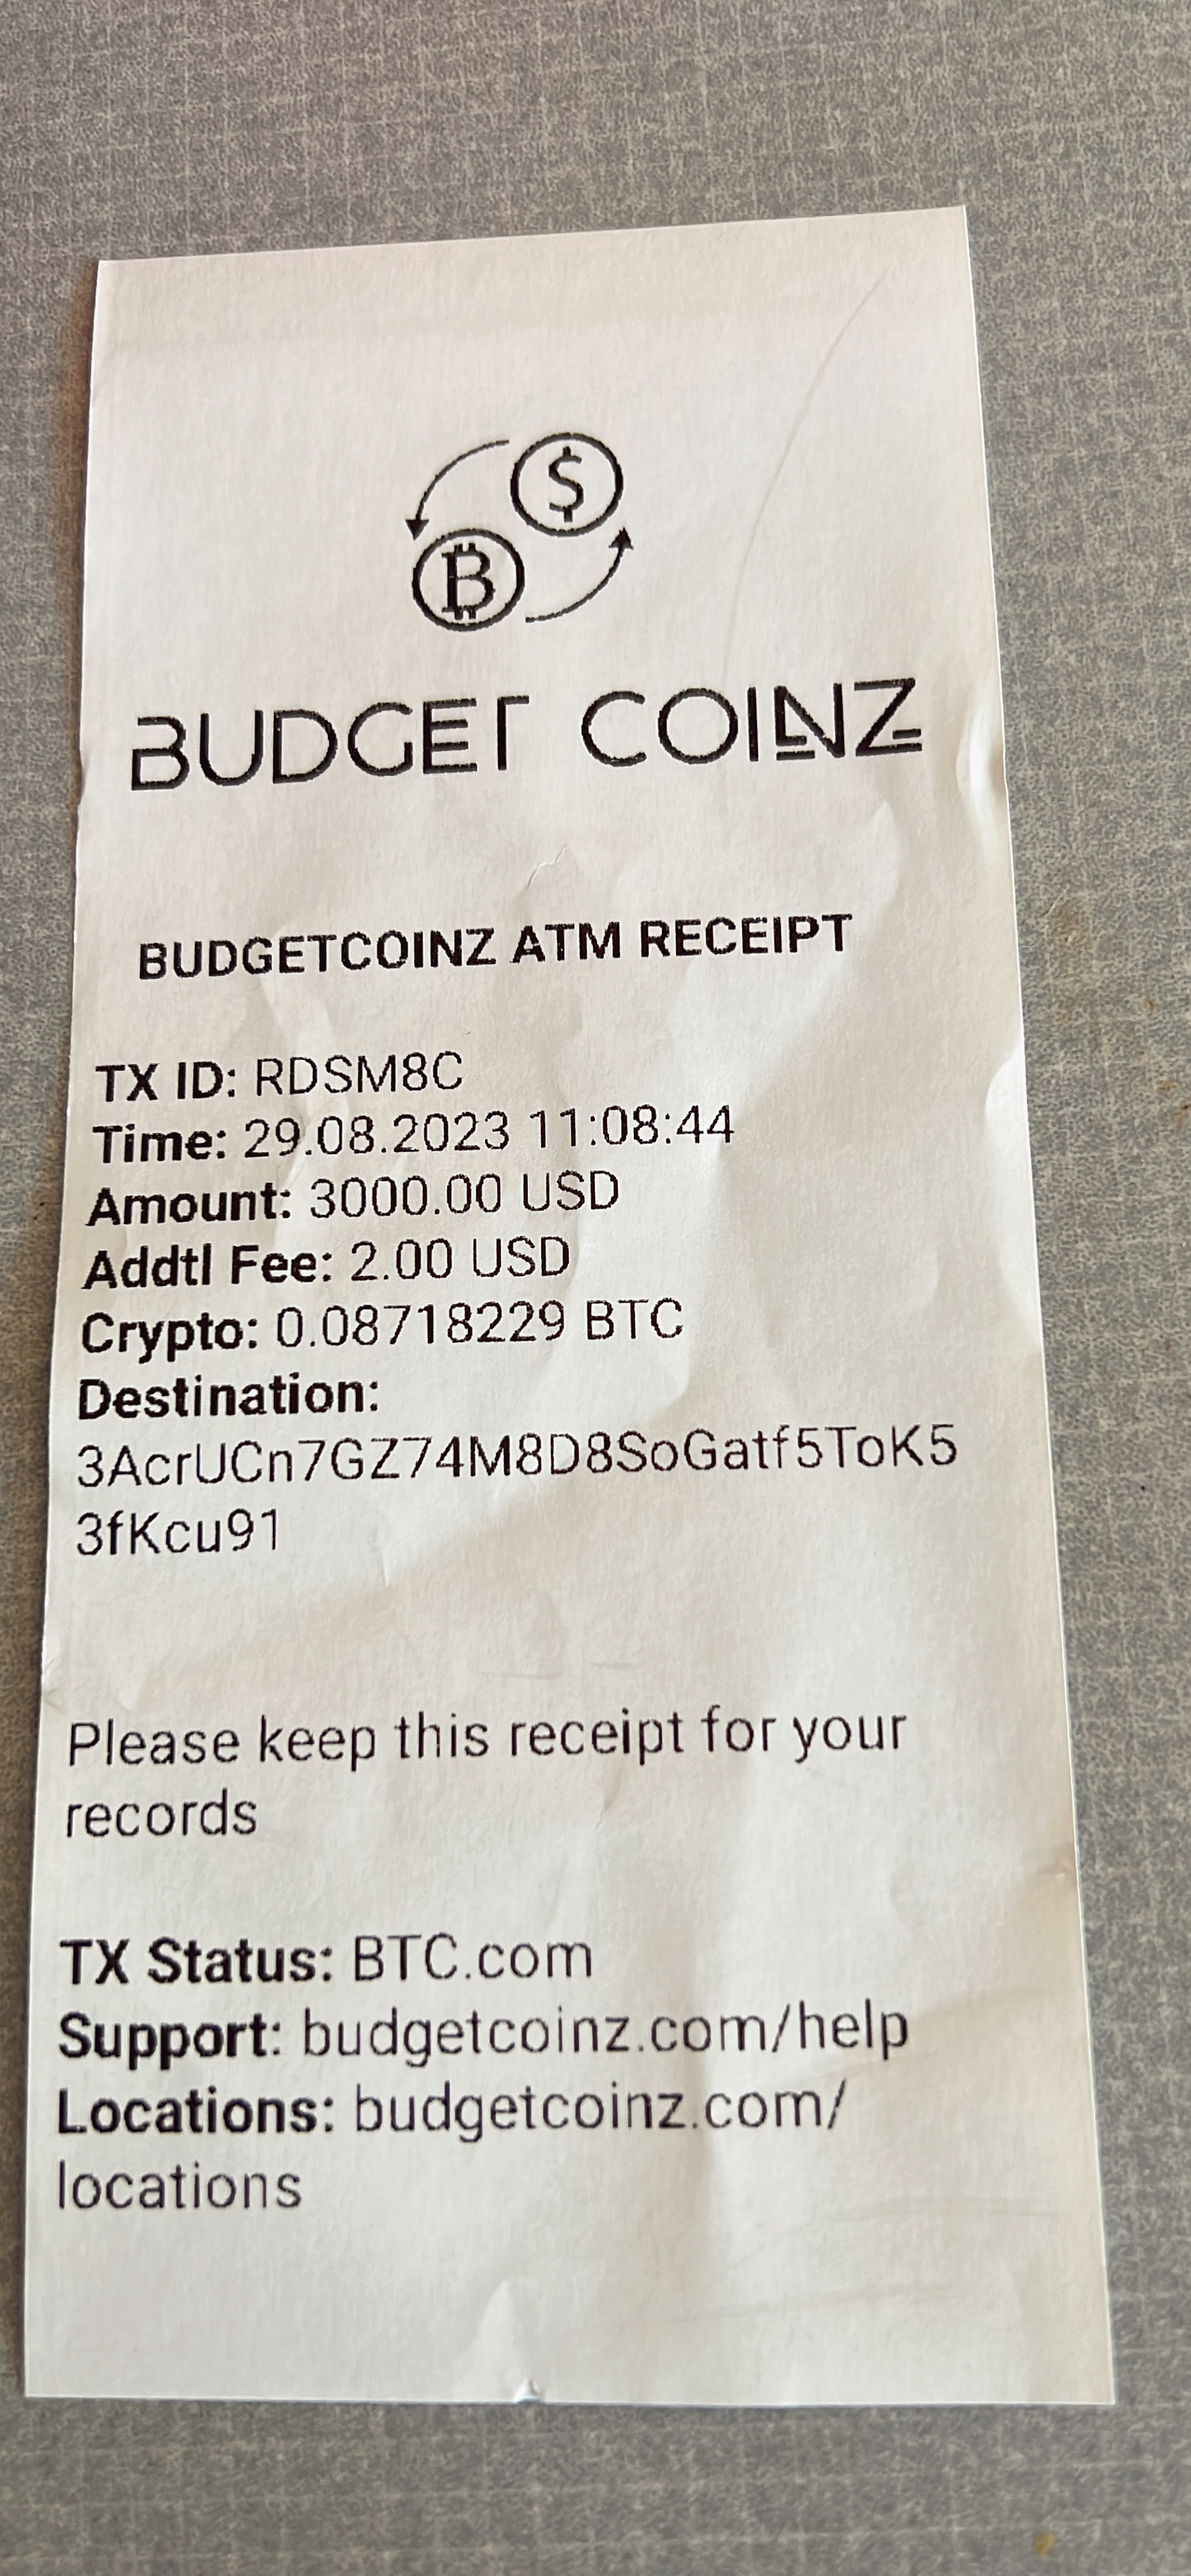 BUDGET COINZ
BUDGETCOINZ ATM RECEIPT
TX ID: RDSM8C
Time: 29.08.2023 11:08:44
Amount: 3000.00 USD
Addtl Fee: 2.00 USD
Crypto: 0.08718229 BTC
Destination:
3AcrUCn7GZ74M8D8SoGatf5ToK5
3fKcu91
Please keep this receipt for your
records
TX Status: BTC.com
Support: budgetcoinz.com/help
Locations: budgetcoinz.com/
locations